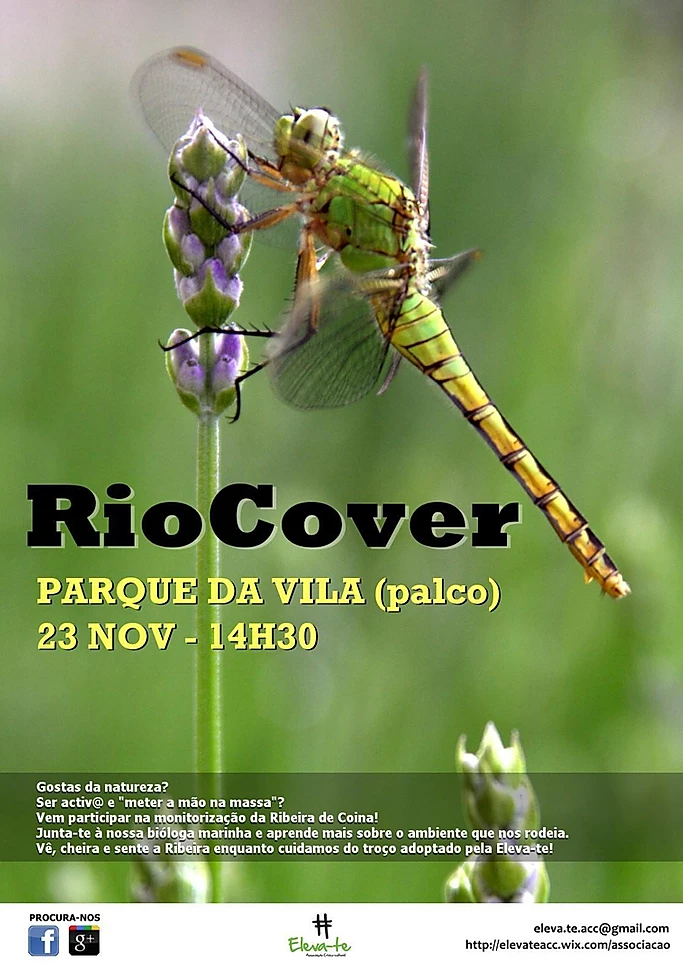 RioCover
PARQUE DA VILA (palco)
23 NOV - 14H30
Gostas da natureza?
Ser activ@ e "meter a mão na massa"?
Vem participar na monitorização da Ribeira de Coina!
Junta-te à nossa bióloga marinha e aprende mais sobre o ambiente que nos rodeia.
Vê, cheira e sente a Ribeira enquanto cuidamos do troço adoptado pela Eleva-te!
PROCURA-NOS
f g+
Eleva-te
eleva.te.acc@gmail.com
http://elevateacc.wix.com/associacao